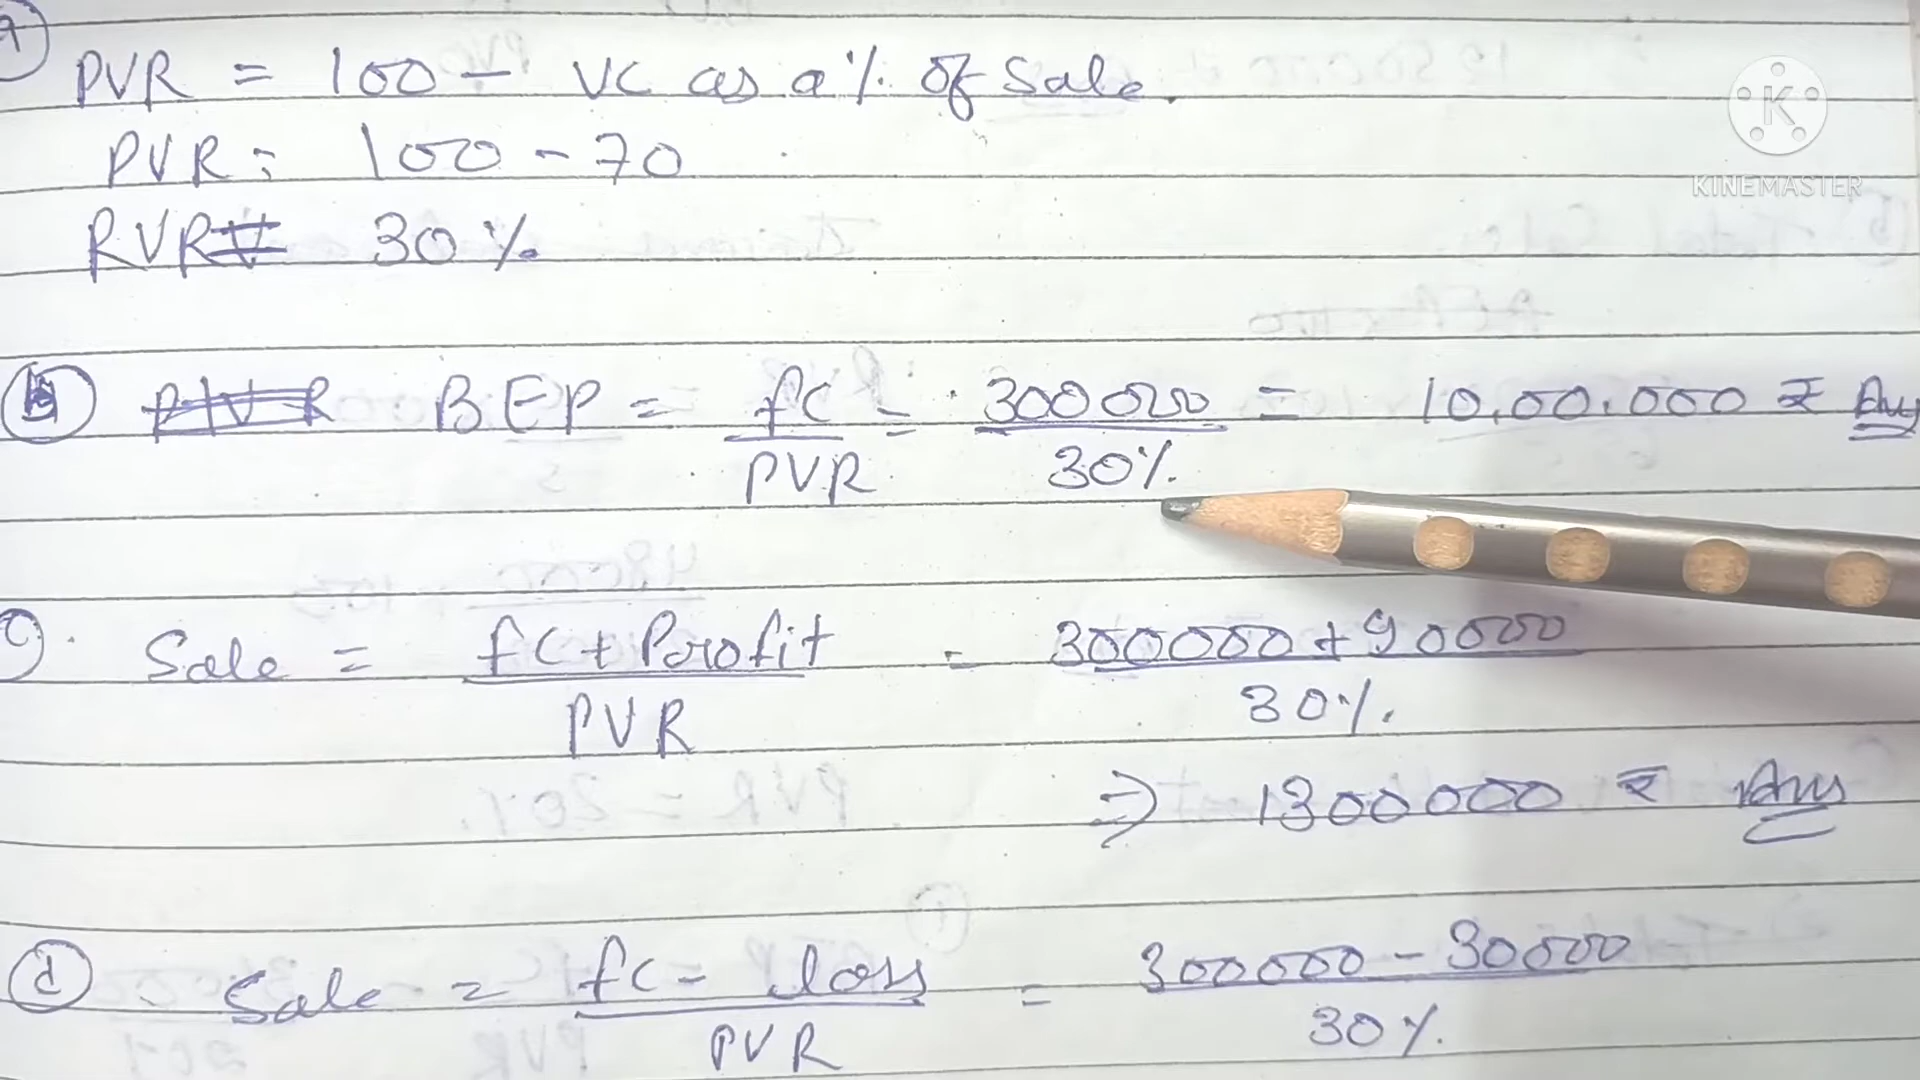 a
PVR = 100 - VC as a % of Sale.
PVR = 100 - 70
RVR 30 %.
KINEMASTER
b PVR BEP = fC/PVR = 300000/30% = 10,00,000 ₹ Ans
c Sale = fC + Profit/PVR = 300000 + 90000/30%.
⇒ 1300000 ₹ Ans
d Sale = fC - loss/PVR = 300000 - 30000/30%.